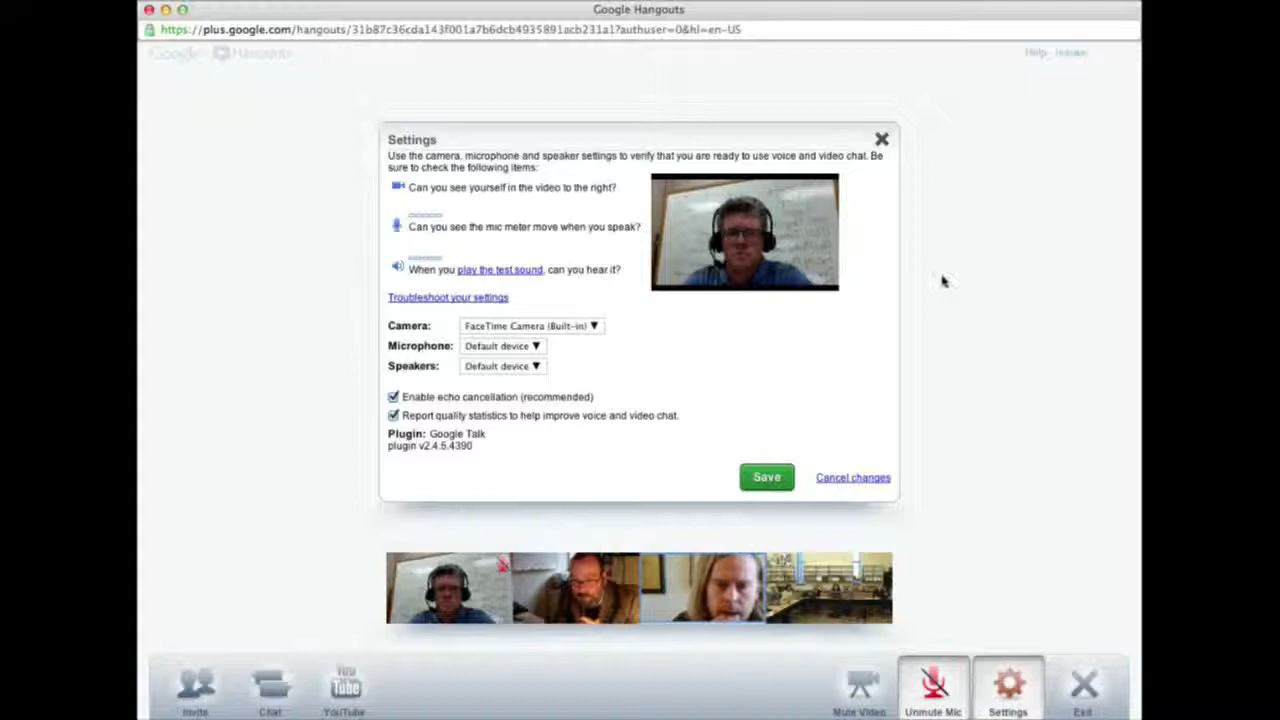 Google Hangouts
https://plus.google.com/hangouts/31b87c36cda143f001a7b6dcb4935891acb231a1?authuser=0&hl=en-US
Google Hangouts
Help Issues
Settings
Use the camera, microphone and speaker settings to verify that you are ready to use voice and video chat. Be
sure to check the following items:
Can you see yourself in the video to the right?
Can you see the mic meter move when you speak?
When you play the test sound, can you hear it?
Troubleshoot your settings
Camera: FaceTime Camera (Built-in)
Microphone: Default device
Speakers: Default device
Enable echo cancellation (recommended)
Report quality statistics to help improve voice and video chat.
Plugin: Google Talk
plugin v2.4.5.4390
Save Cancel changes
You
Tube
Invite Chat YouTube Mute Video Unmute Mic Settings Exit